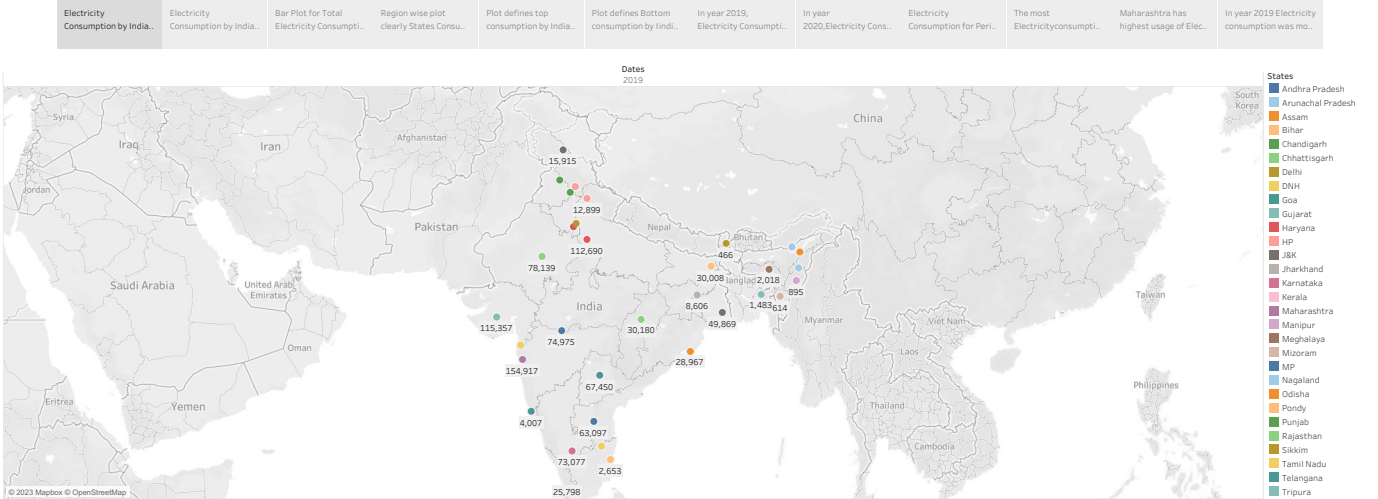 Electricity
Consumption by India..
Electricity
Consumption by India..
Bar Plot for Total
Electricity Consumpti..
Region wise plot
clearly States Consu..
Plot defines top
consumption by India..
Plot defines Bottom
consumption by Iindi..
In year 2019,
Electricity Consumpti..
In year
2020,Electricity Cons..
Electricity
Consumption for Peri..
The most
Electricityconsumpti..
Maharashtra has
highest usage of Elec..
In year 2019 Electricity
consumption was mo..
Dates
2019
Syria
Iraq
Iran
Afghanistan
China
South
Korea
Jordan
Pakistan
Nepal
Bhutan
Saudi Arabia
United Arab
Emirates
India
Myanmar
Taiwan
Oman
Viet Nam
Laos
Eritrea
Yemen
Thailand
Philippines
Cambodia
15,915
12,899
112,690
78,139
466
30,008
2,018
895
8,606
1,483
614
49,869
115,357
74,975
30,180
28,967
154,917
67,450
4,007
63,097
73,077
2,653
25,798
© 2023 Mapbox © OpenStreetMap
States
Andhra Pradesh
Arunachal Pradesh
Assam
Bihar
Chandigarh
Chhattisgarh
Delhi
DNH
Goa
Gujarat
Haryana
HP
J&K
Jharkhand
Karnataka
Kerala
Maharashtra
Manipur
Meghalaya
Mizoram
MP
Nagaland
Odisha
Pondy
Punjab
Rajasthan
Sikkim
Tamil Nadu
Telangana
Tripura